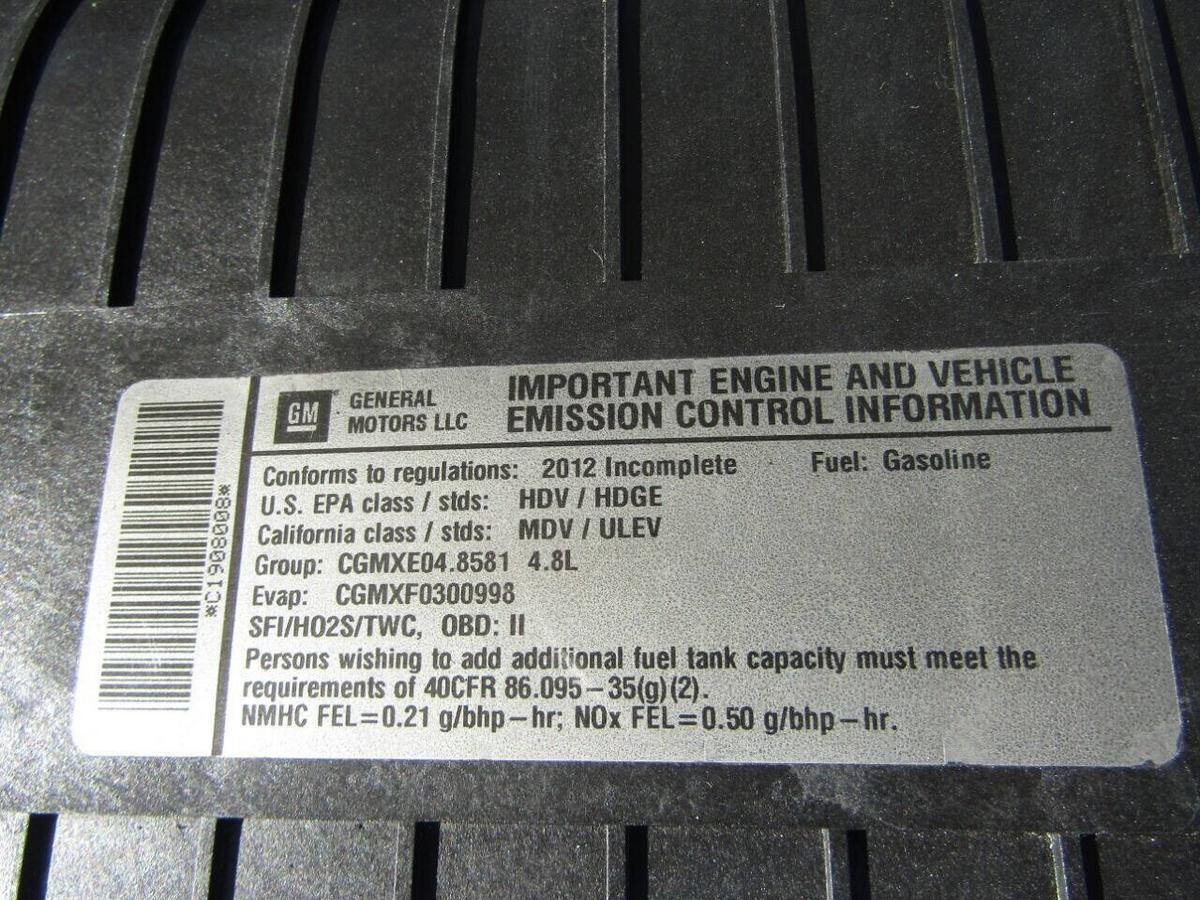 GM
GENERAL
MOTORS LLC
IMPORTANT ENGINE AND VEHICLE
EMISSION CONTROL INFORMATION
Conforms to regulations: 2012 Incomplete Fuel: Gasoline
U.S. EPA class / stds: HDV / HDGE
California class / stds: MDV / ULEV
Group: CGMXE04.8581 4.8L
Evap: CGMXF0300998
SFI/HO2S/TWC, OBD: II
Persons wishing to add additional fuel tank capacity must meet the
requirements of 40CFR 86.095–35(g)(2).
NMHC FEL=0.21 g/bhp–hr; NOx FEL=0.50 g/bhp–hr.
*C1908008*